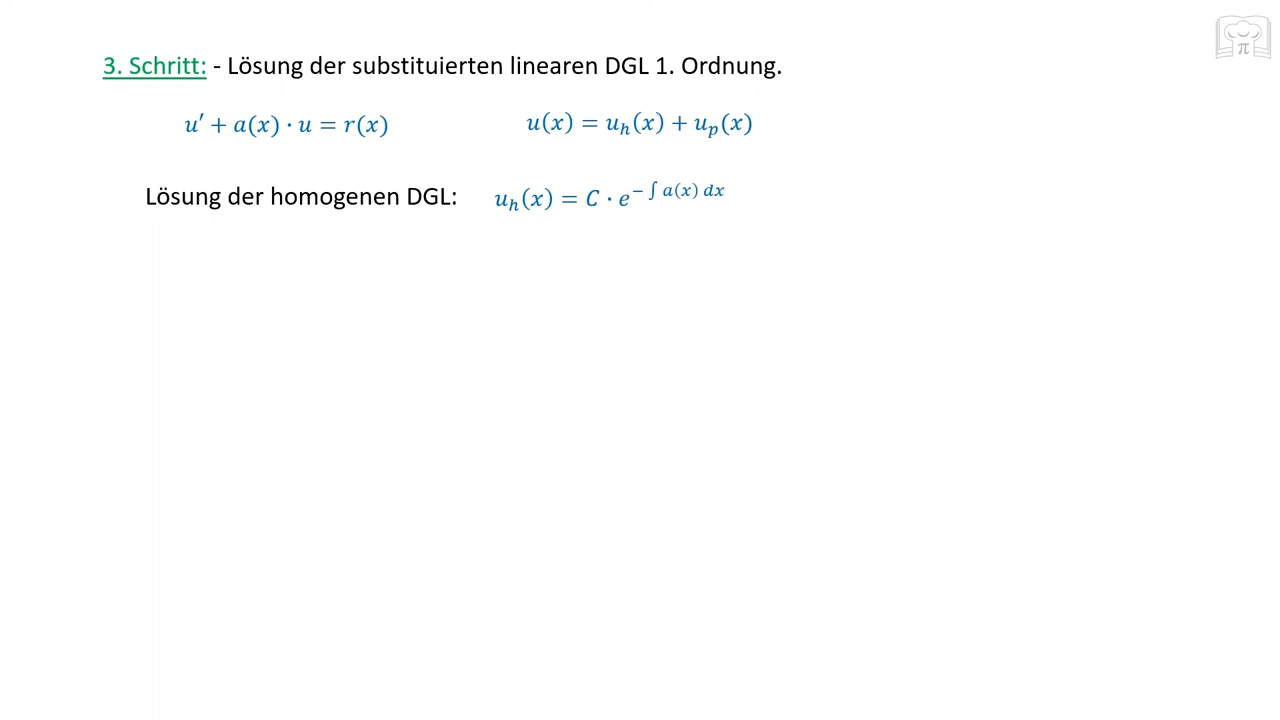 3. Schritt: - Lösung der substituierten linearen DGL 1. Ordnung.
u′ + a(x) · u = r(x) u(x) = u_h(x) + u_p(x)
Lösung der homogenen DGL: u_h(x) = C · e^{− ∫ a(x) dx}
π